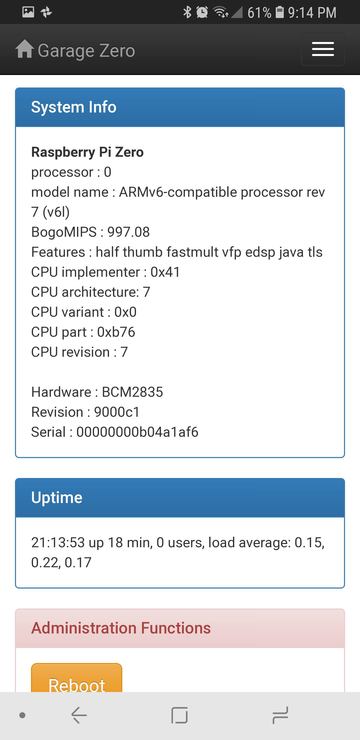 61% 9:14 PM
Garage Zero
System Info
Raspberry Pi Zero
processor : 0
model name : ARMv6-compatible processor rev
7 (v6l)
BogoMIPS : 997.08
Features : half thumb fastmult vfp edsp java tls
CPU implementer : 0x41
CPU architecture: 7
CPU variant : 0x0
CPU part : 0xb76
CPU revision : 7
Hardware : BCM2835
Revision : 9000c1
Serial : 00000000b04a1af6
Uptime
21:13:53 up 18 min, 0 users, load average: 0.15,
0.22, 0.17
Administration Functions
Reboot